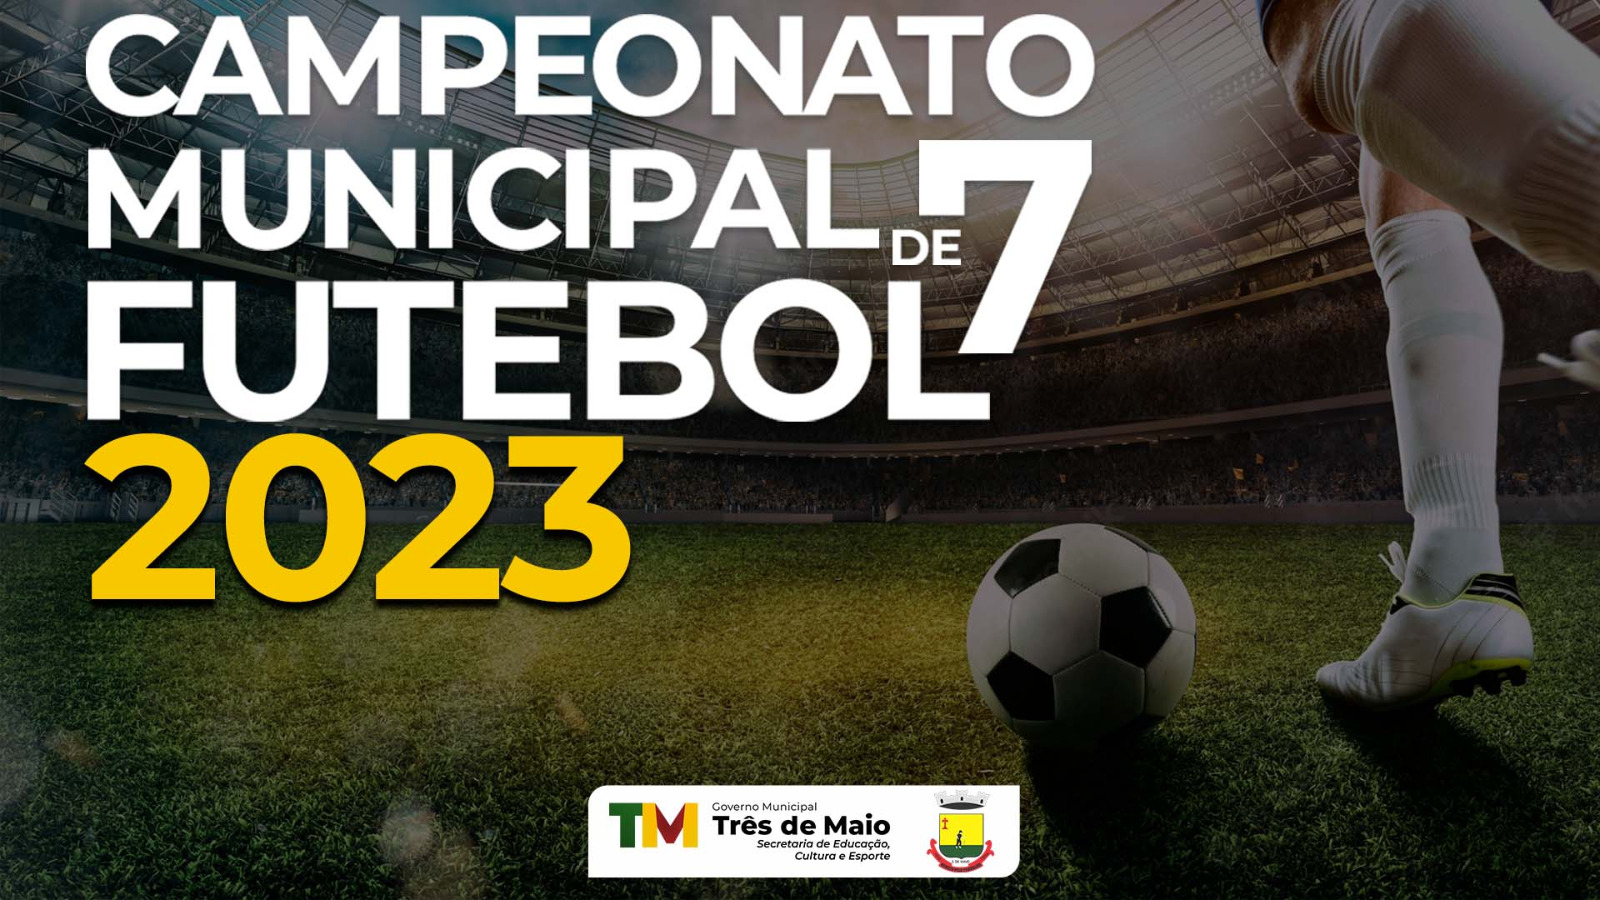 CAMPEONATO
MUNICIPAL DE 7
FUTEBOL
2023
TM
Governo Municipal
Três de Maio
Secretaria de Educação,
Cultura e Esporte